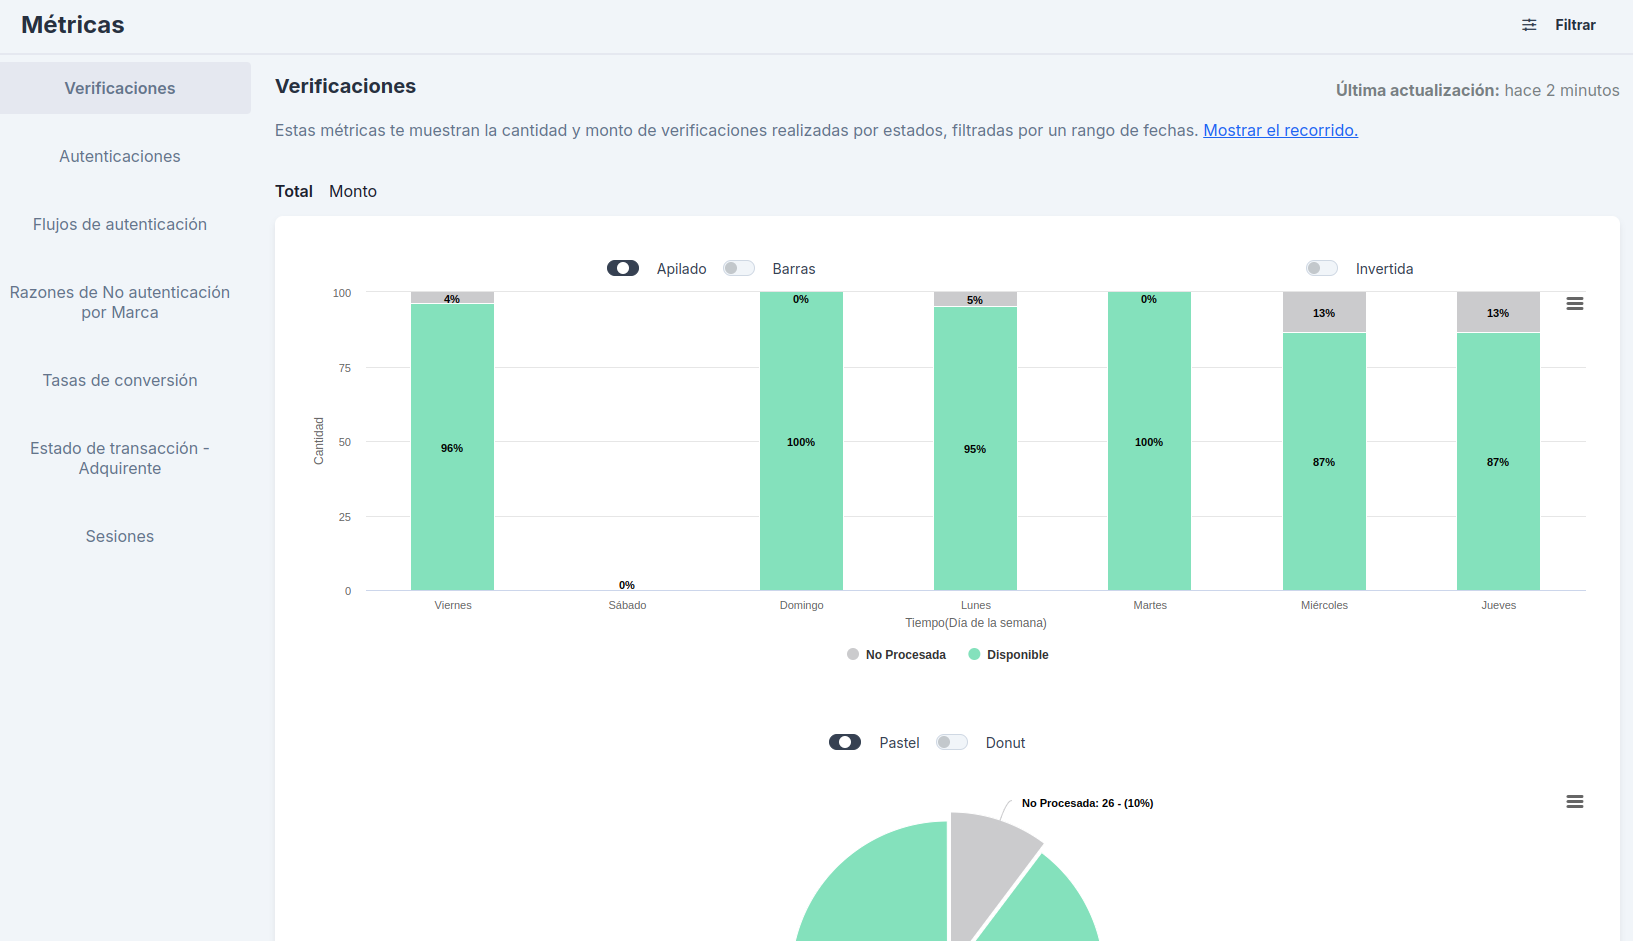 Métricas
Filtrar
Verificaciones
Autenticaciones
Flujos de autenticación
Razones de No autenticación
por Marca
Tasas de conversión
Estado de transacción -
Adquirente
Sesiones
Verificaciones
Última actualización: hace 2 minutos
Estas métricas te muestran la cantidad y monto de verificaciones realizadas por estados, filtradas por un rango de fechas. Mostrar el recorrido.
Total Monto
Apilado Barras Invertida
100
75
50
25
0
Cantidad
4% 0% 5% 0% 13% 13%
96% 0% 100% 95% 100% 87% 87%
Viernes Sábado Domingo Lunes Martes Miércoles Jueves
Tiempo(Día de la semana)
No Procesada Disponible
Pastel Donut
No Procesada: 26 - (10%)